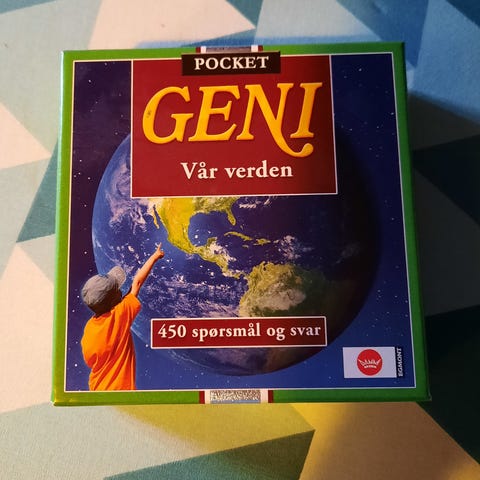 POCKET
GENI
Vår verden
450 spørsmål og svar
EGMONT